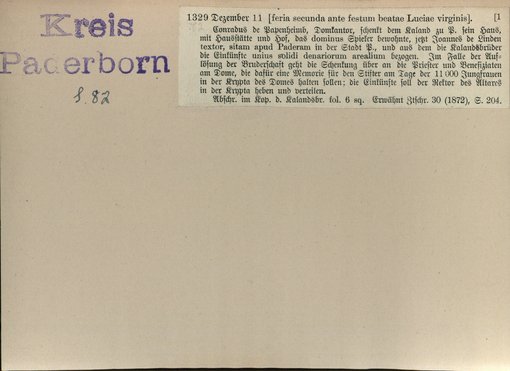 Kreis
Paderborn
S. 82
1329 Dezember 11 [feria secunda ante festum beatae Luciae virginis]. [1
Conradus de Papenheimb, Domkantor, schenkt dem Kaland zu P. sein Haus,
mit Hausstätte und Hof, das dominus Spieler bewohnte, jetzt Joannes de Linden
textor, sitam apud Paderam in der Stadt P., und aus dem die Kalandsbrüder
die Einkünfte unius solidi denariorum arealium bezogen. Im Falle der Auf-
lösung der Bruderschaft geht die Schenkung über an die Priester und Benefiziaten
am Dome, die dafür eine Memorie für den Stifter am Tage der 11 000 Jungfrauen
in der Krypta des Domes halten sollen; die Einkünfte soll der Rektor des Altares
in der Krypta heben und verteilen.
Abschr. im Kop. d. Kalandsbr. fol. 6 sq. Erwähnt Ztschr. 30 (1872), S. 204.